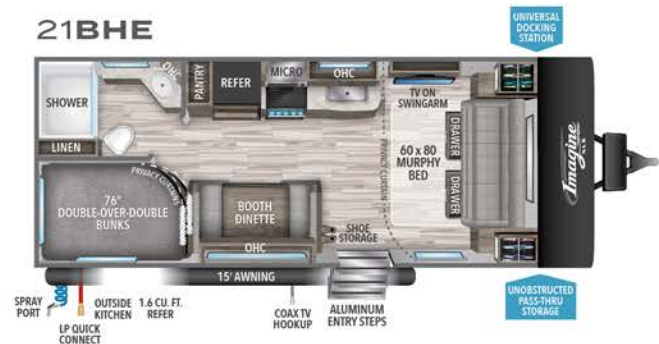 21BHE
UNIVERSAL
DOCKING
STATION
OHC
PANTRY
REFER
MICRO
OHC
TV ON
SWINGARM
SHOWER
LINEN
PRIVACY CURTAINS
76"
DOUBLE-OVER-DOUBLE
BUNKS
BOOTH
DINETTE
OHC
SHOE
STORAGE
PRIVACY CURTAIN
60 x 80
MURPHY
BED
DRAWER
DRAWER
Imagine
XLS
15' AWNING
SPRAY
PORT
LP QUICK
CONNECT
OUTSIDE
KITCHEN
1.6 CU. FT.
REFER
COAX TV
HOOKUP
ALUMINUM
ENTRY STEPS
UNOBSTRUCTED
PASS-THRU
STORAGE